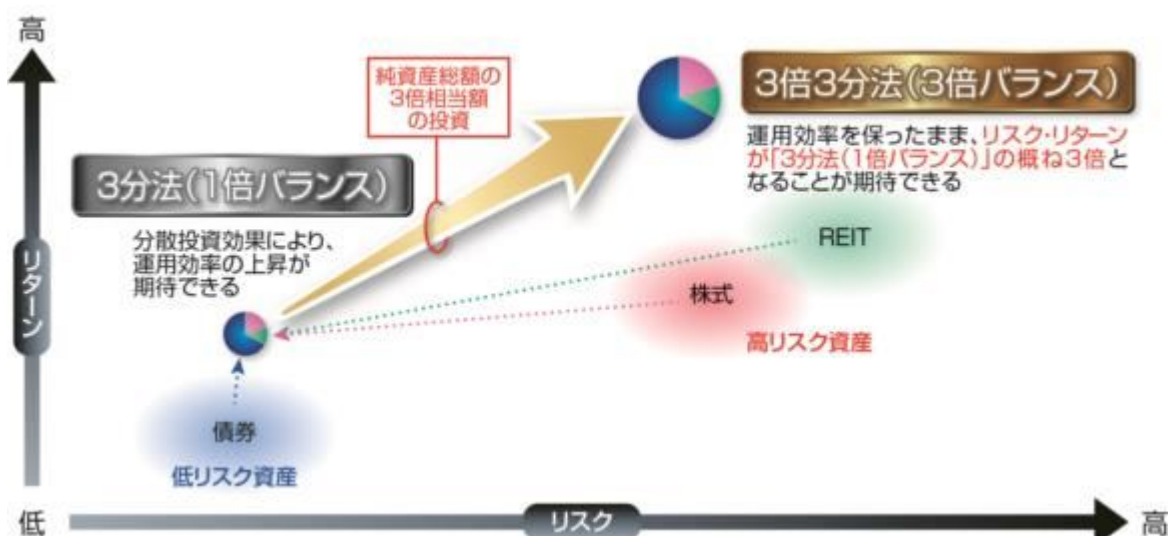 高
純資産総額の
3倍相当額
の投資
3倍3分法(3倍バランス)
運用効率を保ったまま、リスク・リターン
が「3分法(1倍バランス)」の概ね3倍と
なることが期待できる
3分法(1倍バランス)
分散投資効果により、
運用効率の上昇が
期待できる
REIT
株式
高リスク資産
リターン
債券
低リスク資産
低
リスク
高